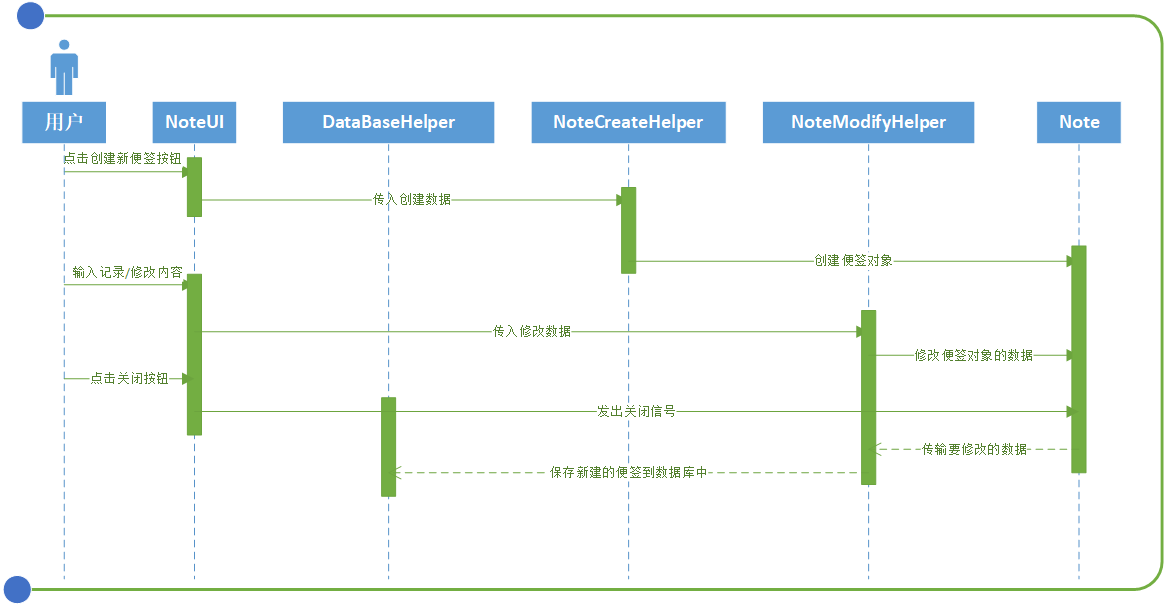 用户
NoteUI
DataBaseHelper
NoteCreateHelper
NoteModifyHelper
Note
点击创建新便签按钮
传入创建数据
创建便签对象
输入记录/修改内容
传入修改数据
修改便签对象的数据
点击关闭按钮
发出关闭信号
传输要修改的数据
保存新建的便签到数据库中